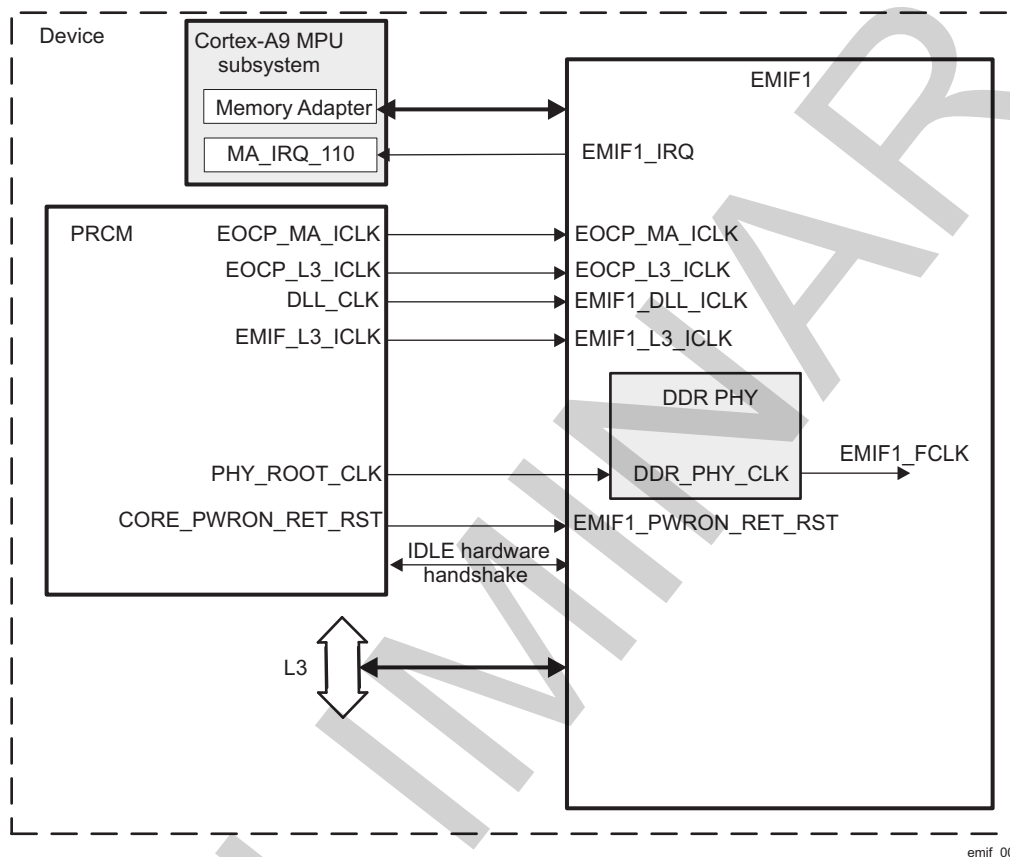 Device
Cortex-A9 MPU
subsystem
Memory Adapter
MA_IRQ_110
EMIF1
EMIF1_IRQ
PRCM
EOCP_MA_ICLK
EOCP_MA_ICLK
EOCP_L3_ICLK
EOCP_L3_ICLK
DLL_CLK
EMIF1_DLL_ICLK
EMIF_L3_ICLK
EMIF1_L3_ICLK
DDR PHY
PHY_ROOT_CLK
DDR_PHY_CLK
EMIF1_FCLK
CORE_PWRON_RET_RST
EMIF1_PWRON_RET_RST
IDLE hardware
handshake
L3